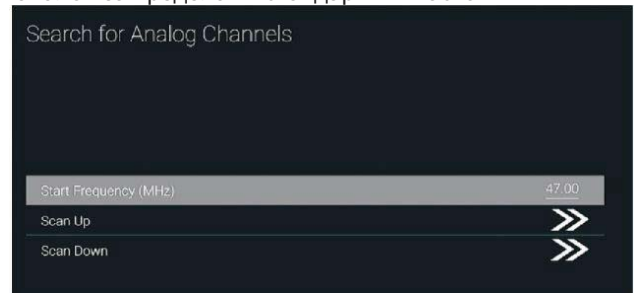 Search for Analog Channels
Start Frequency (MHz) 47.00
Scan Up
Scan Down